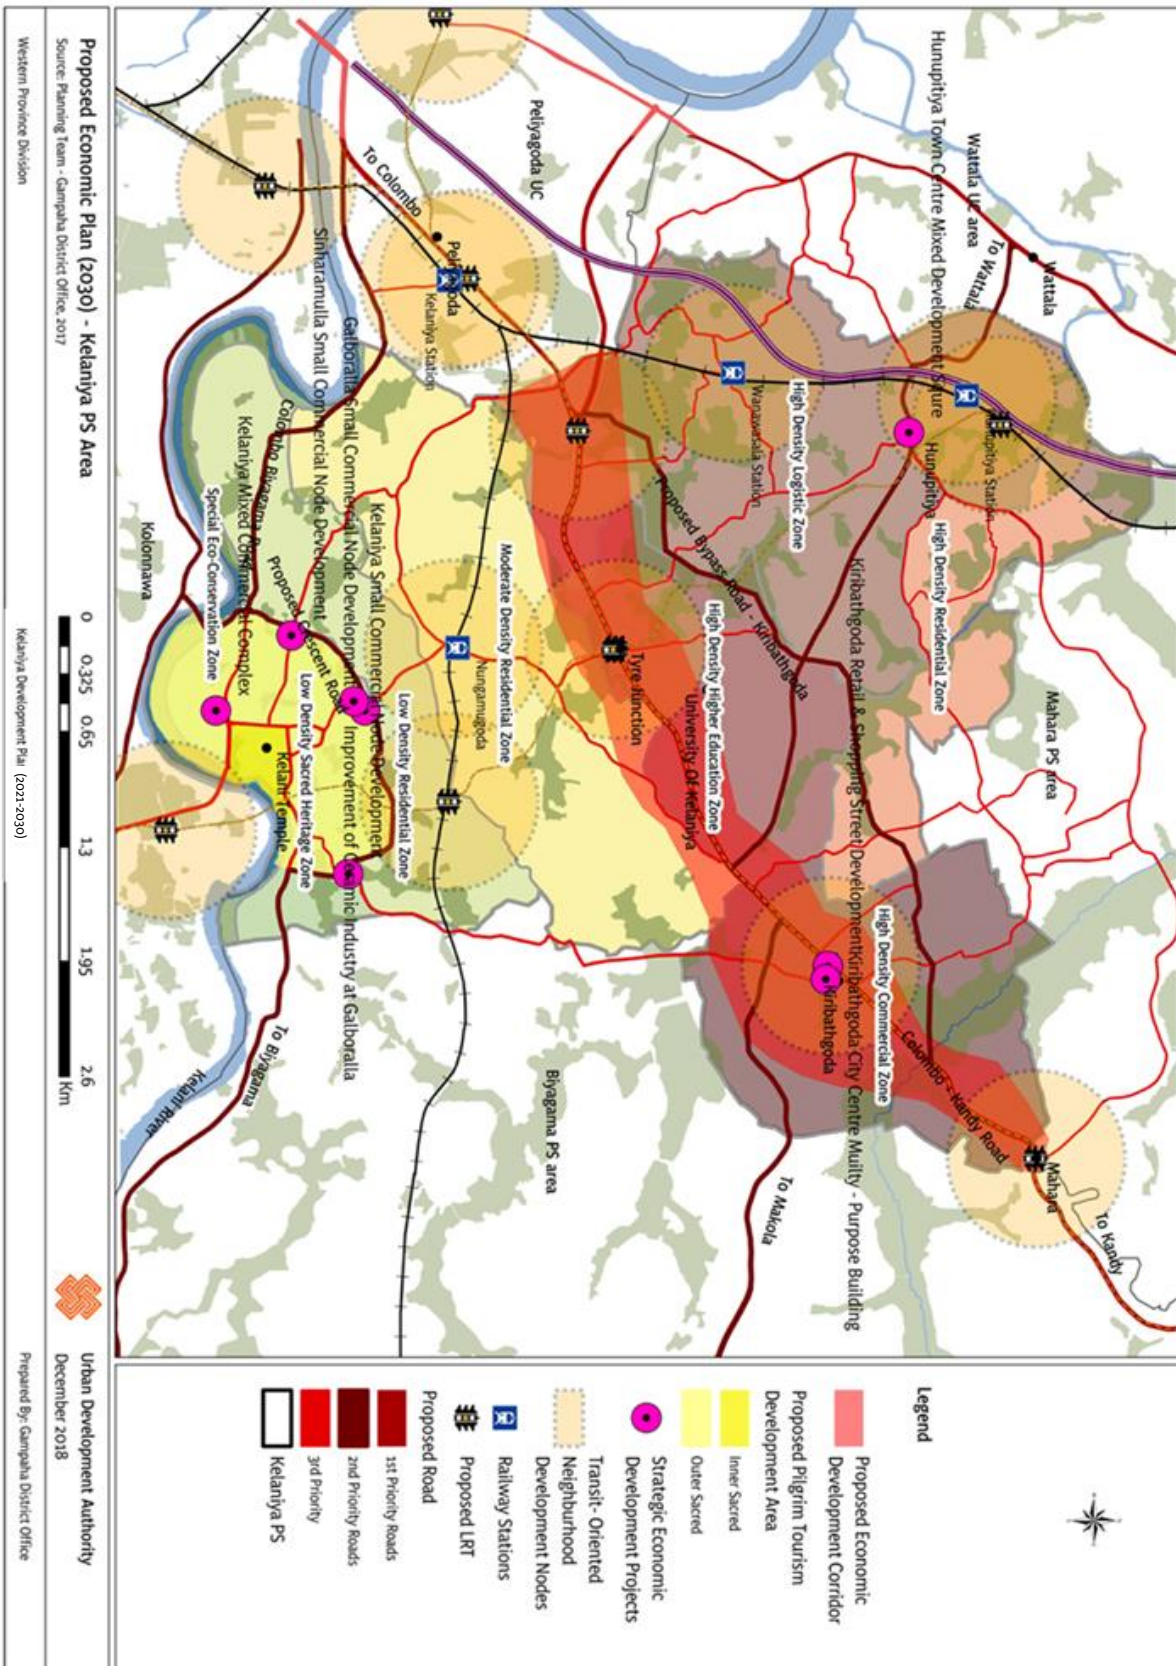 Proposed Economic Plan (2030) - Kelaniya PS Area
Source: Planning Team - Gampaha District Office, 2017
Western Province Division
Kelaniya Development Plan (2021-2030)
Urban Development Authority
December 2018
Prepared By: Gampaha District Office
0 0.325 0.65 1.3 1.95 2.6
Km
Legend
Proposed Economic
Development Corridor
Proposed Pilgrim Tourism
Development Area
Inner Sacred
Outer Sacred
Strategic Economic
Development Projects
Transit- Oriented
Neighburhood
Development Nodes
Railway Stations
Proposed LRT
Proposed Road
1st Priority Roads
2nd Priority Roads
3rd Priority
Kelaniya PS
Hunupitiya Town Centre Mixed Development
Wattala UC area
To Wattala
Wattala
Peliyagoda UC
To Colombo
Kelaniya Station
Hunupitiya
High Density Residential Zone
Wanawasala Station
High Density Logistic Zone
Mahara PS area
Kiribathgoda Retail & Shopping Street Development
Kiribathgoda City Centre Muilty - Purpose Building
Proposed Bypass Road - Kiribathgoda
High Density Higher Education Zone
University Of Kelaniya
Tyre Junction
High Density Commercial Zone
Kiribathgoda
Colombo - Kandy Road
Mahara
To Kandy
To Makola
Moderate Density Residential Zone
Nungamugoda
Sinharamulla Small Commercial Node Development
Galboralla Small Commercial Node Development
Kelaniya Small Commercial Node Development
Low Density Residential Zone
Improvement of Ceramic Industry at Galboralla
Proposed Crescent Road
Low Density Sacred Heritage Zone
Kelani Temple
Colombo Biyagama Road
Kelaniya Mixed Commercial Complex
Special Eco-Conservation Zone
Kolonnawa
Biyagama PS area
To Biyagama
Kelani River